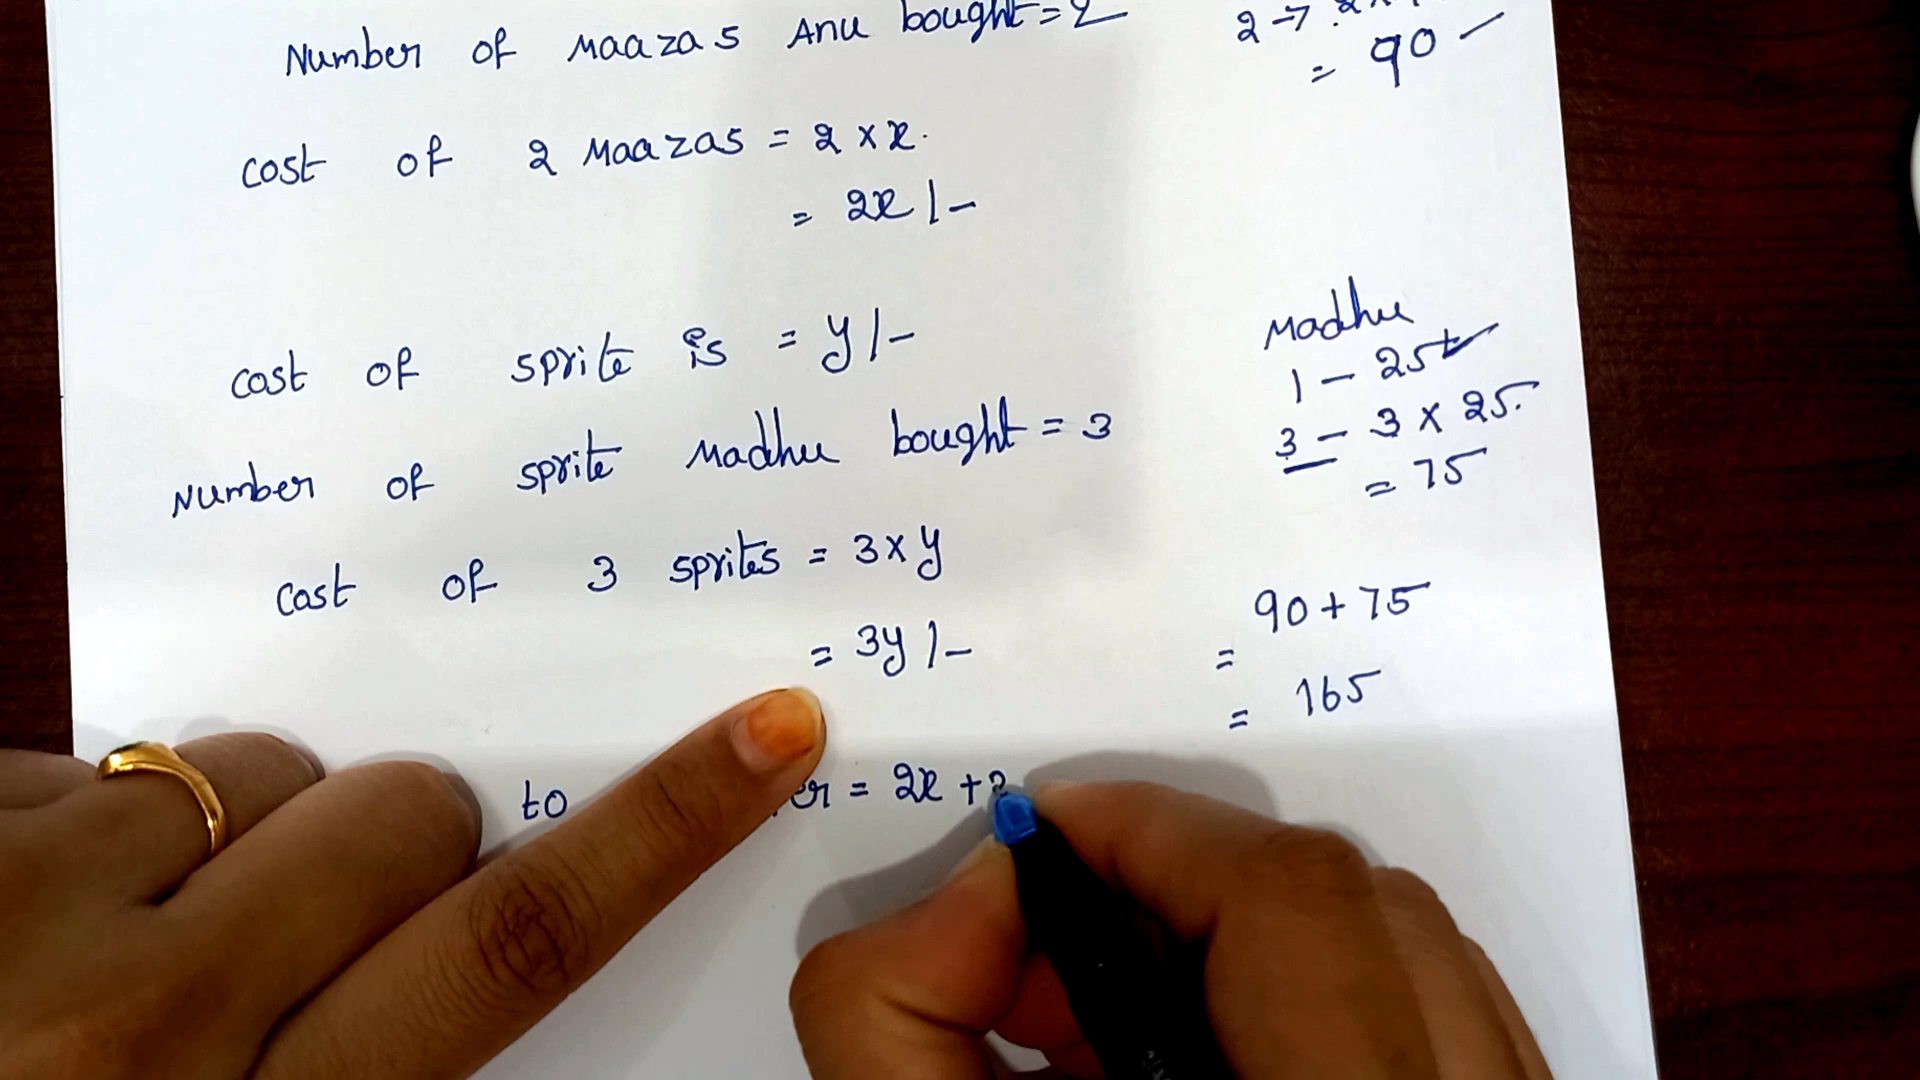 Number of Maazas Anu bought = 2
cost of 2 Maazas = 2 x x.
= 2x /-
cost of sprite is = y /-
Number of sprite Madhu bought = 3
cost of 3 sprites = 3 x y
= 3y /-
to = 2x +
2 →
= 90
Madhu
1 - 25
3 - 3 x 25.
= 75
90 + 75
=
= 165